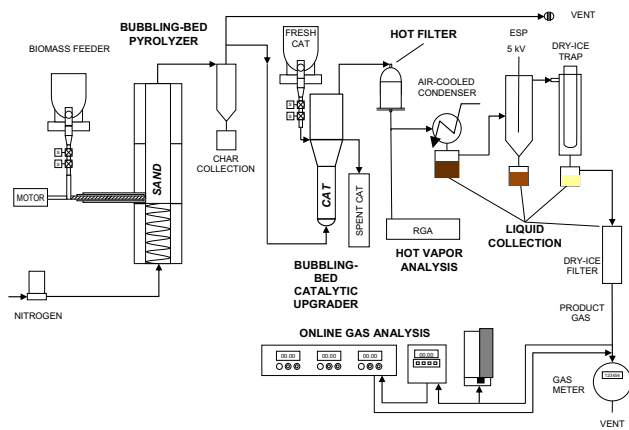 BUBBLING-BED
PYROLYZER
BIOMASS FEEDER
FRESH
CAT
HOT FILTER
VENT
ESP
5 kV
DRY-ICE
TRAP
AIR-COOLED
CONDENSER
CHAR
COLLECTION
SAND
MOTOR
CAT
SPENT CAT
RGA
HOT VAPOR
ANALYSIS
LIQUID
COLLECTION
DRY-ICE
FILTER
BUBBLING-
BED
CATALYTIC
UPGRADER
NITROGEN
PRODUCT
GAS
ONLINE GAS ANALYSIS
00.00
00.00
00.00
00.00
GAS
METER
123456
VENT